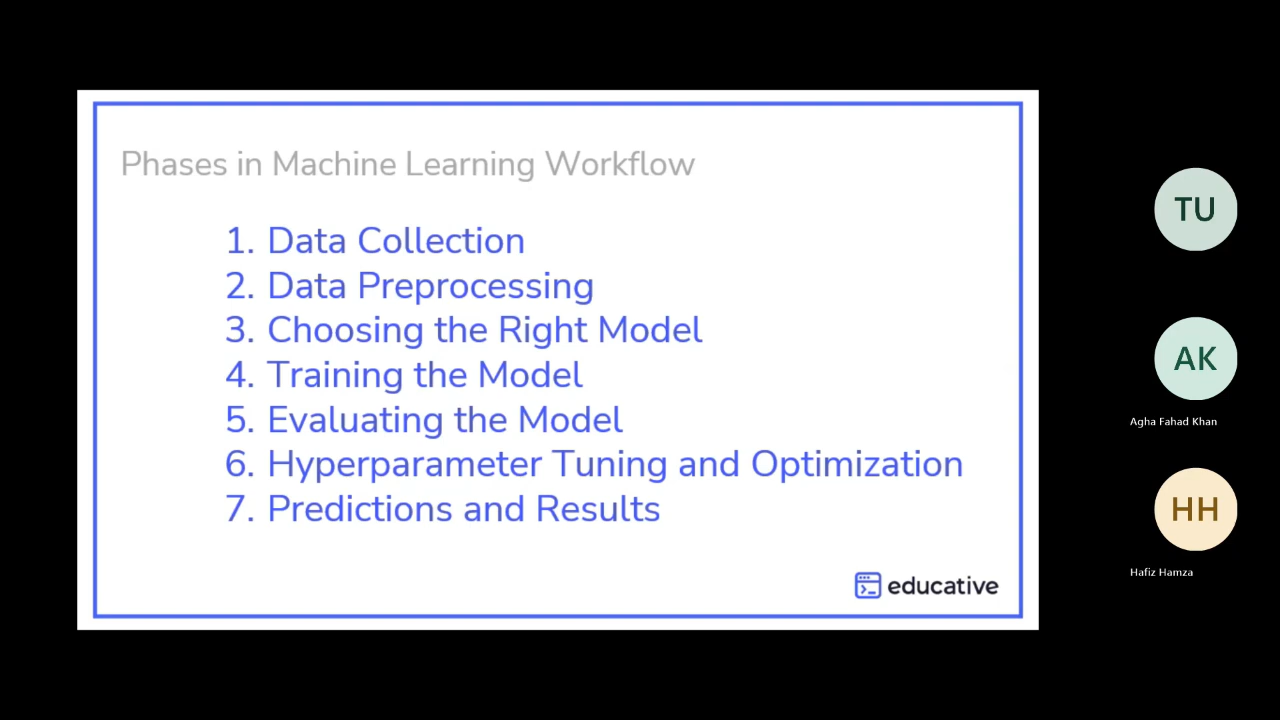 Phases in Machine Learning Workflow
1. Data Collection
2. Data Preprocessing
3. Choosing the Right Model
4. Training the Model
5. Evaluating the Model
6. Hyperparameter Tuning and Optimization
7. Predictions and Results
educative
TU
AK
Agha Fahad Khan
HH
Hafiz Hamza